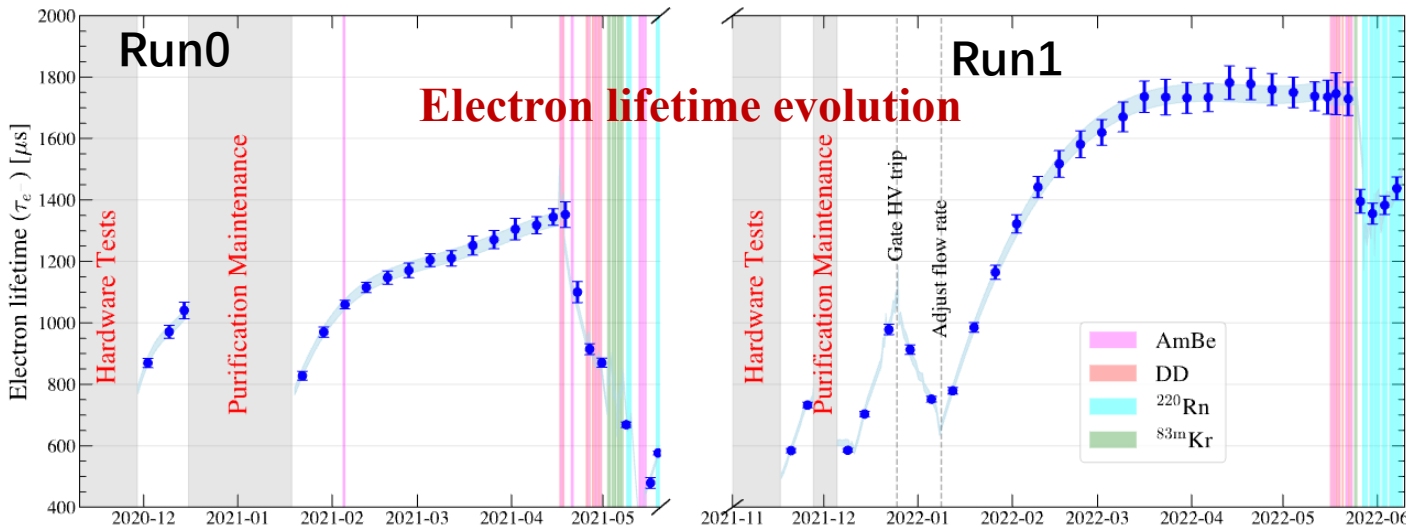 Run0
Run1
Electron lifetime evolution
Electron lifetime (τe⁻) [μs]
2000
1800
1600
1400
1200
1000
800
600
400
Hardware Tests
Purification Maintenance
Hardware Tests
Purification Maintenance
Gate HV trip
Adjust flow rate
AmBe
DD
²²⁰Rn
⁸³ᵐKr
2020-12
2021-01
2021-02
2021-03
2021-04
2021-05
2021-11
2021-12
2022-01
2022-02
2022-03
2022-04
2022-05
2022-06